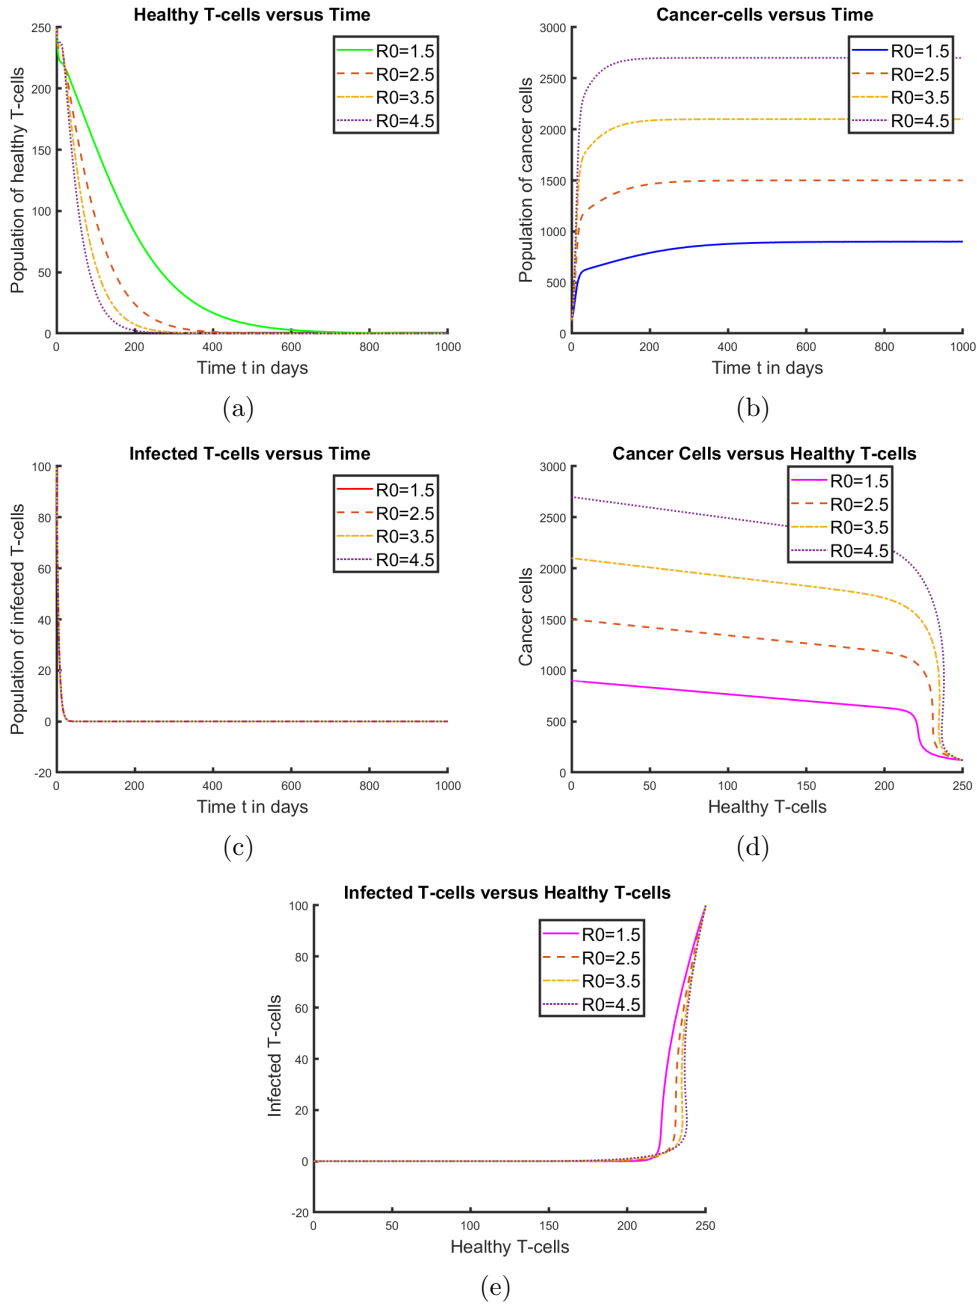 Healthy T-cells versus Time
Population of healthy T-cells
250
200
150
100
50
0
R0=1.5
R0=2.5
R0=3.5
R0=4.5
0 200 400 600 800 1000
Time t in days
(a)
Cancer-cells versus Time
Population of cancer cells
3000
2500
2000
1500
1000
500
0
R0=1.5
R0=2.5
R0=3.5
R0=4.5
0 200 400 600 800 1000
Time t in days
(b)
Infected T-cells versus Time
Population of infected T-cells
100
80
60
40
20
0
-20
R0=1.5
R0=2.5
R0=3.5
R0=4.5
0 200 400 600 800 1000
Time t in days
(c)
Cancer Cells versus Healthy T-cells
Cancer cells
3000
2500
2000
1500
1000
500
0
R0=1.5
R0=2.5
R0=3.5
R0=4.5
0 50 100 150 200 250
Healthy T-cells
(d)
Infected T-cells versus Healthy T-cells
Infected T-cells
100
80
60
40
20
0
-20
R0=1.5
R0=2.5
R0=3.5
R0=4.5
0 50 100 150 200 250
Healthy T-cells
(e)